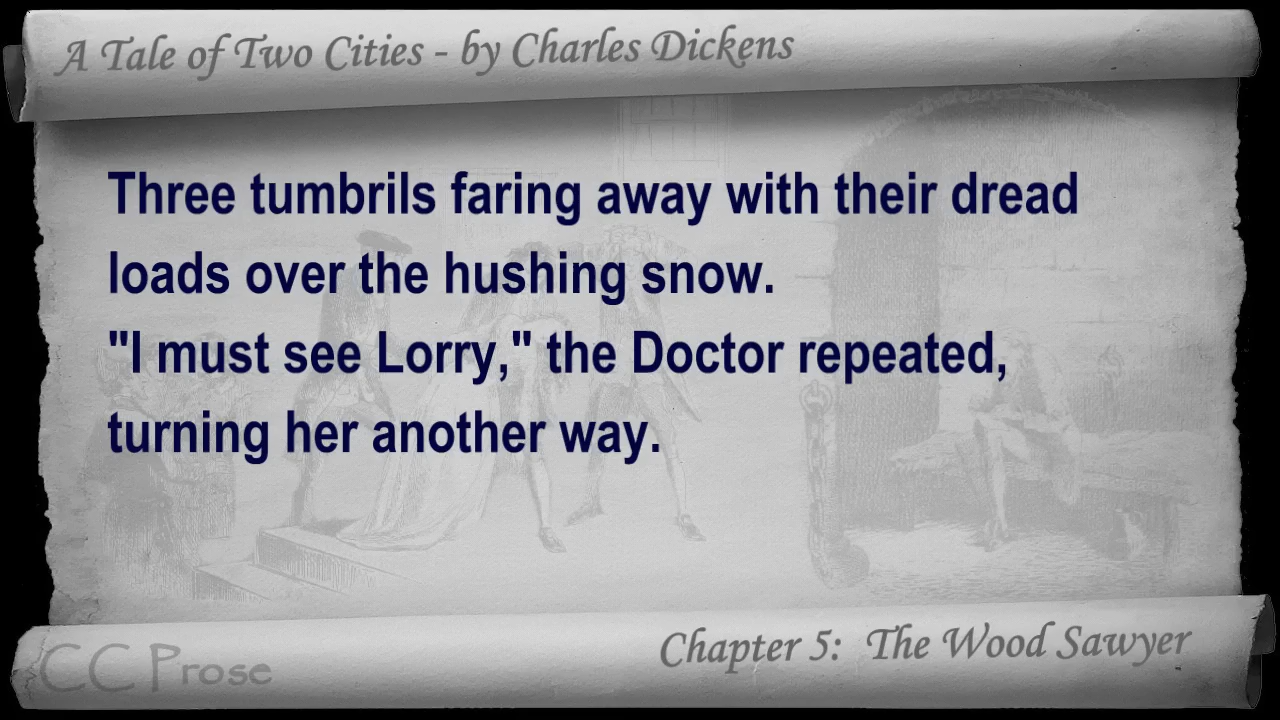 A Tale of Two Cities - by Charles Dickens
Three tumbrils faring away with their dread
loads over the hushing snow.
"I must see Lorry," the Doctor repeated,
turning her another way.
Chapter 5: The Wood Sawyer
CC Prose